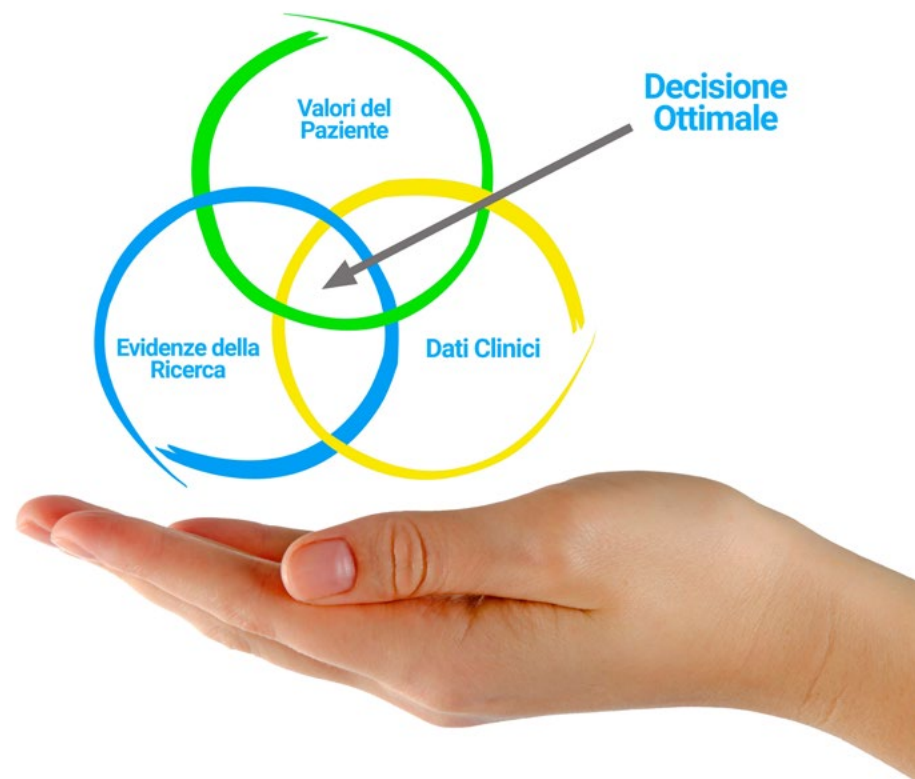 Valori del
Paziente
Decisione
Ottimale
Evidenze della
Ricerca
Dati Clinici